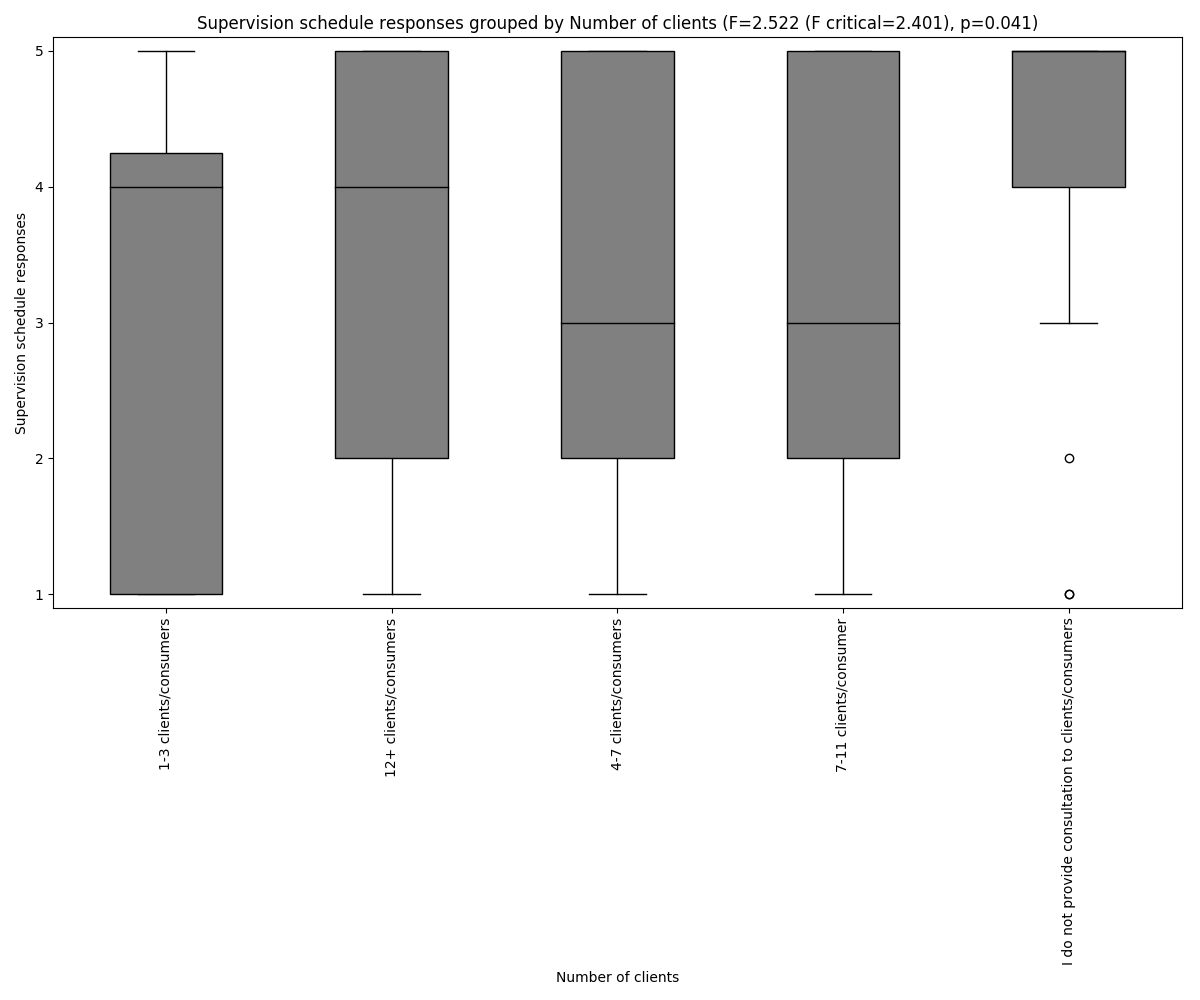 Supervision schedule responses grouped by Number of clients (F=2.522 (F critical=2.401), p=0.041)
Supervision schedule responses
5
4
3
2
1
1-3 clients/consumers
12+ clients/consumers
4-7 clients/consumers
7-11 clients/consumer
I do not provide consultation to clients/consumers
Number of clients